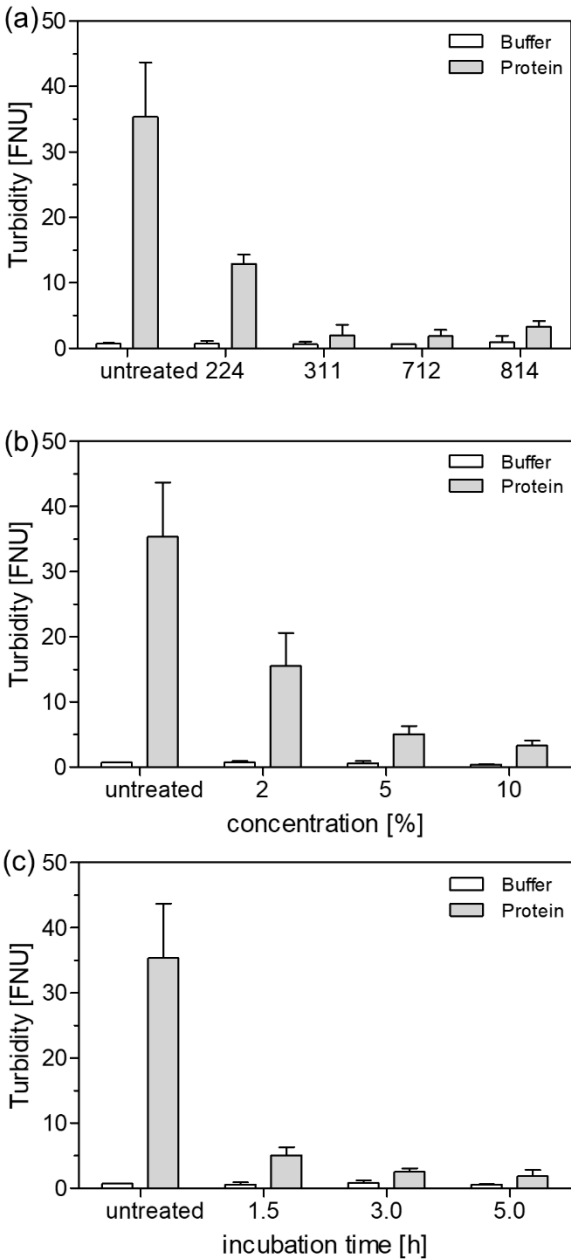 (a)
50
Buffer
Protein
40
30
20
10
0
Turbidity [FNU]
untreated 224 311 712 814
(b)
50
Buffer
Protein
40
30
20
10
0
Turbidity [FNU]
untreated 2 5 10
concentration [%]
(c)
50
Buffer
Protein
40
30
20
10
0
Turbidity [FNU]
untreated 1.5 3.0 5.0
incubation time [h]